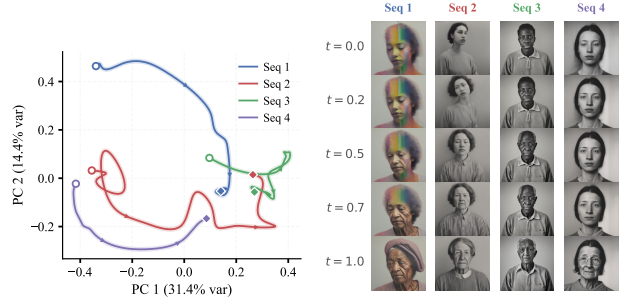 Seq 1 Seq 2 Seq 3 Seq 4
t = 0.0
t = 0.2
t = 0.5
t = 0.7
t = 1.0
PC 2 (14.4% var)
0.4
0.2
0.0
−0.2
Seq 1
Seq 2
Seq 3
Seq 4
−0.4 −0.2 0.0 0.2 0.4
PC 1 (31.4% var)